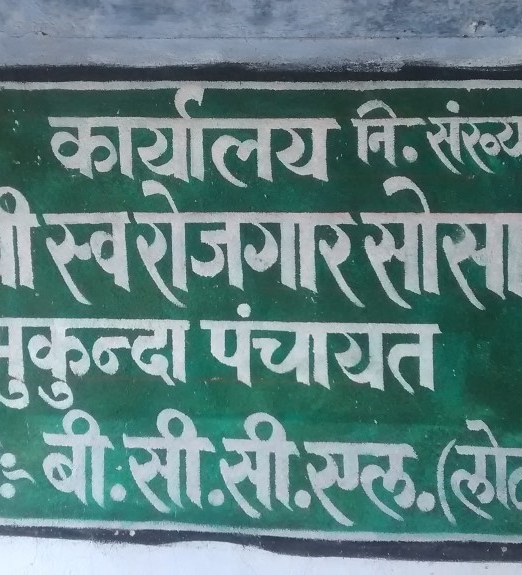 कार्यालय नि. संख्य
ी स्वरोजगार सोसा
मुकुन्दा पंचायत
: बी.सी.सी.एल.(लोद